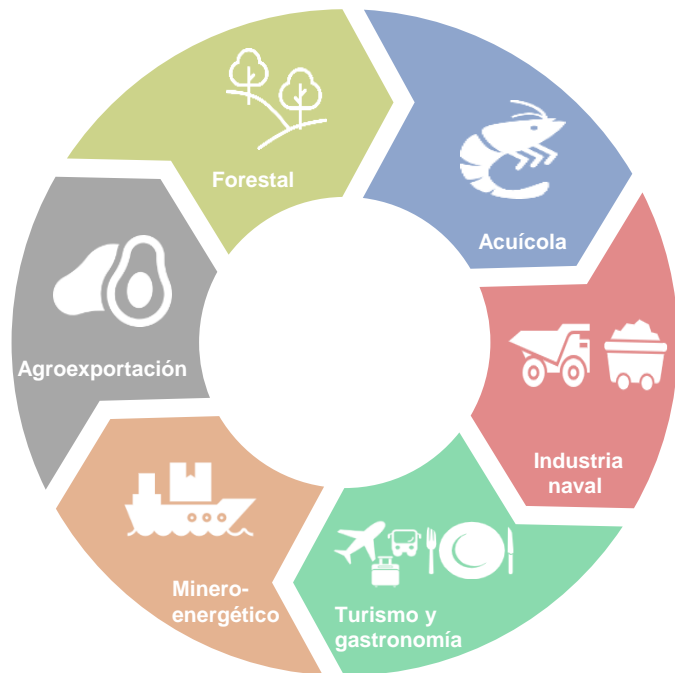 Forestal
Acuícola
Agroexportación
Industria
naval
Minero-
energético
Turismo y
gastronomía